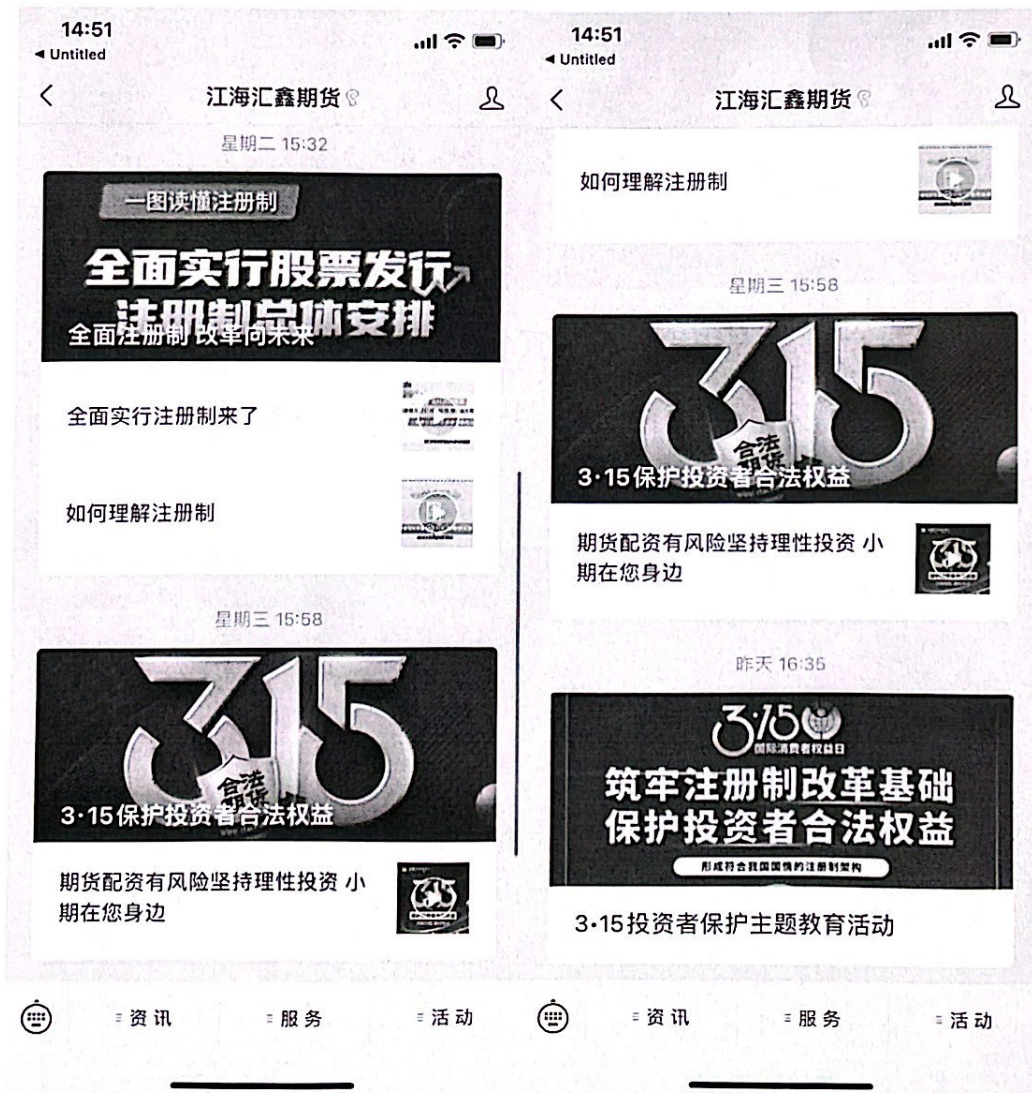 14:51
◀ Untitled
江海汇鑫期货
星期二 15:32
一图读懂注册制
全面实行股票发行
注册制总体安排
全面注册制 改革向未来
全面实行注册制来了
如何理解注册制
星期三 15:58
合法
3·15保护投资者合法权益
期货配资有风险坚持理性投资 小
期在您身边
资讯
服务
活动
14:51
◀ Untitled
江海汇鑫期货
如何理解注册制
星期三 15:58
合法
3·15保护投资者合法权益
期货配资有风险坚持理性投资 小
期在您身边
昨天 16:35
3·15
国际消费者权益日
筑牢注册制改革基础
保护投资者合法权益
形成符合我国国情的注册制架构
3·15投资者保护主题教育活动
资讯
服务
活动